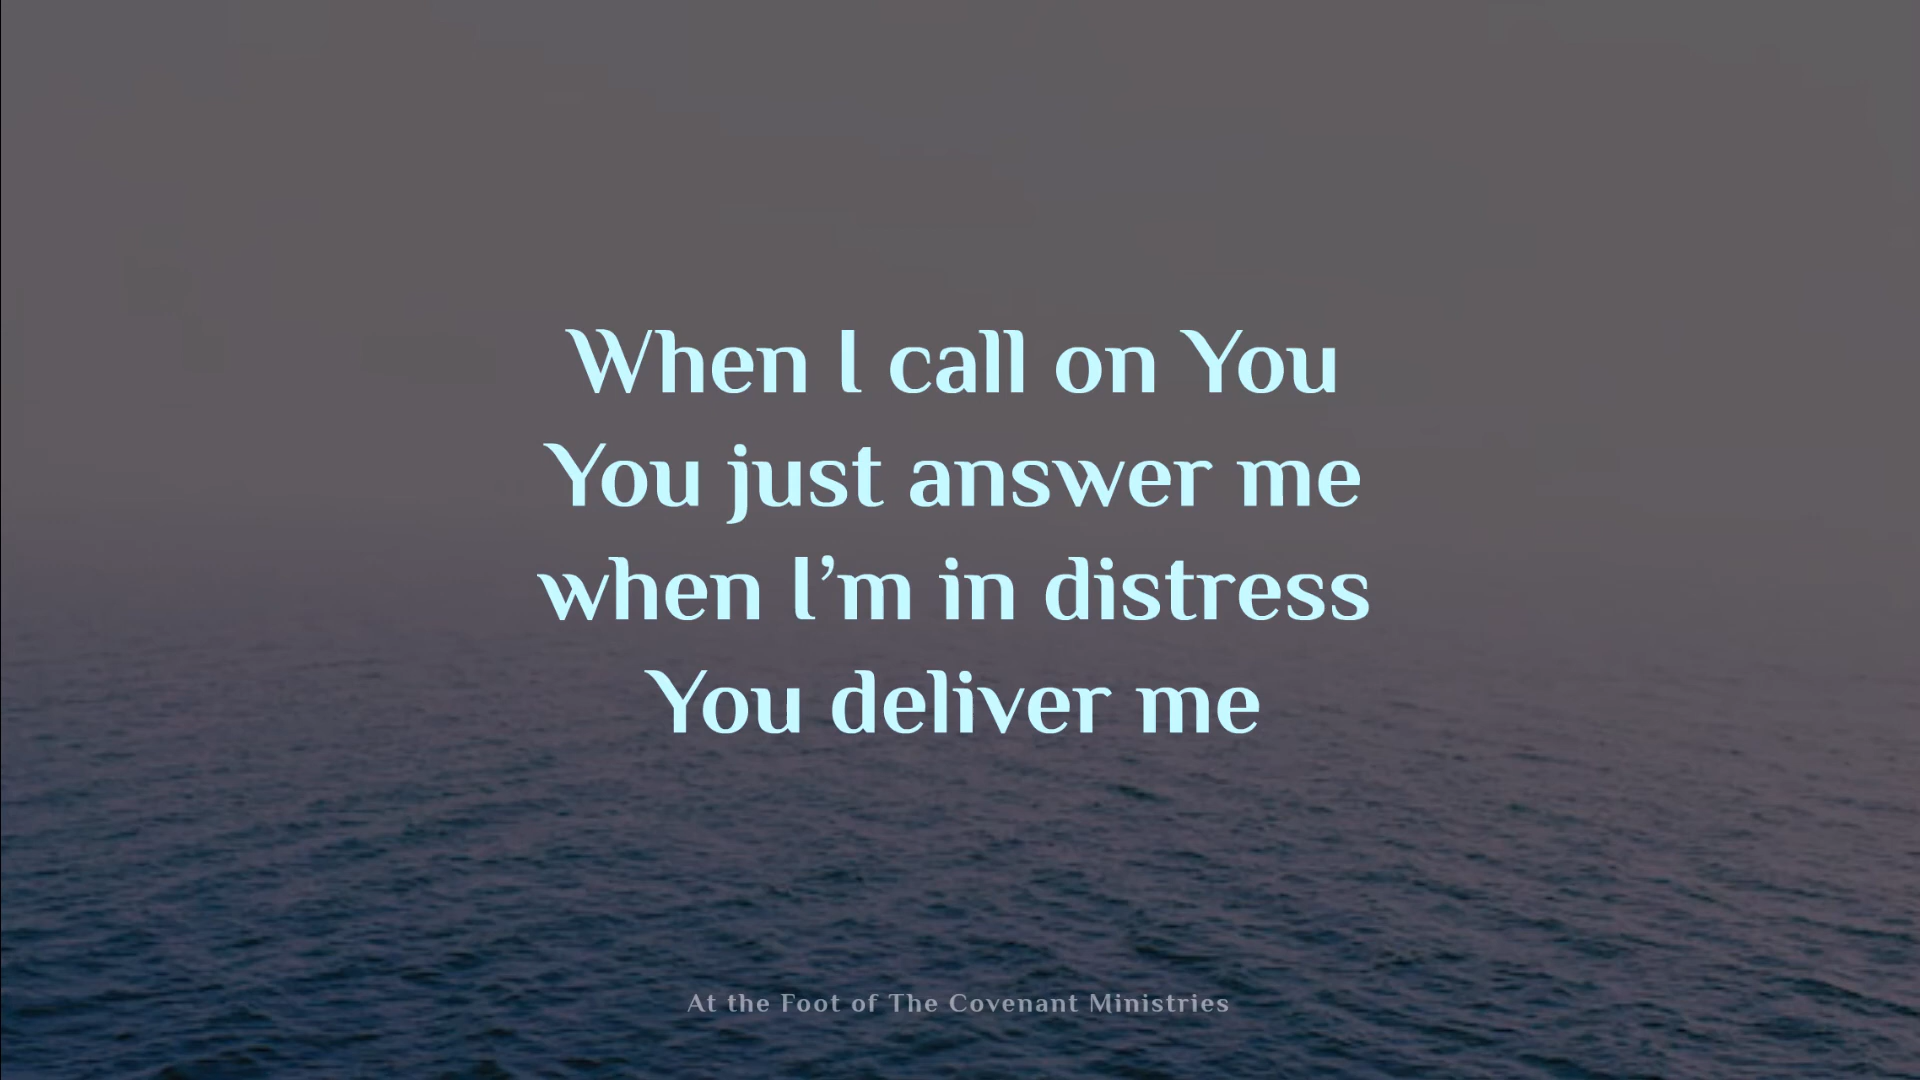 When I call on You
You just answer me
when I’m in distress
You deliver me
At the Foot of The Covenant Ministries